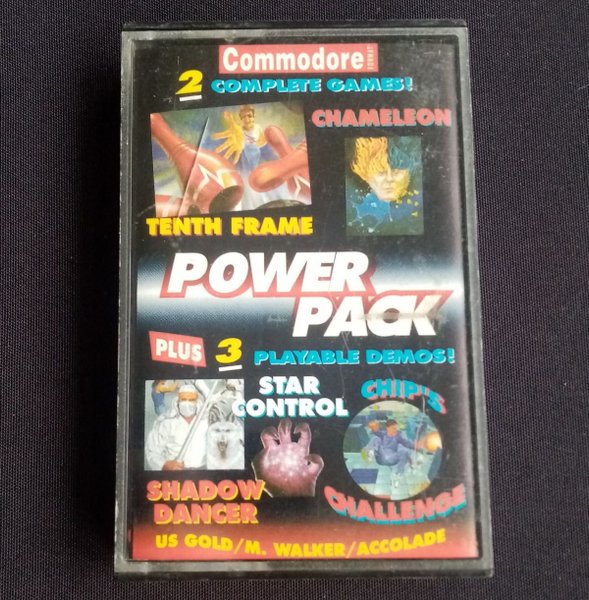 Commodore FORMAT
2 COMPLETE GAMES!
CHAMELEON
TENTH FRAME
POWER
PACK
PLUS 3 PLAYABLE DEMOS!
STAR
CONTROL
CHIP'S
CHALLENGE
SHADOW
DANCER
US GOLD/M. WALKER/ACCOLADE